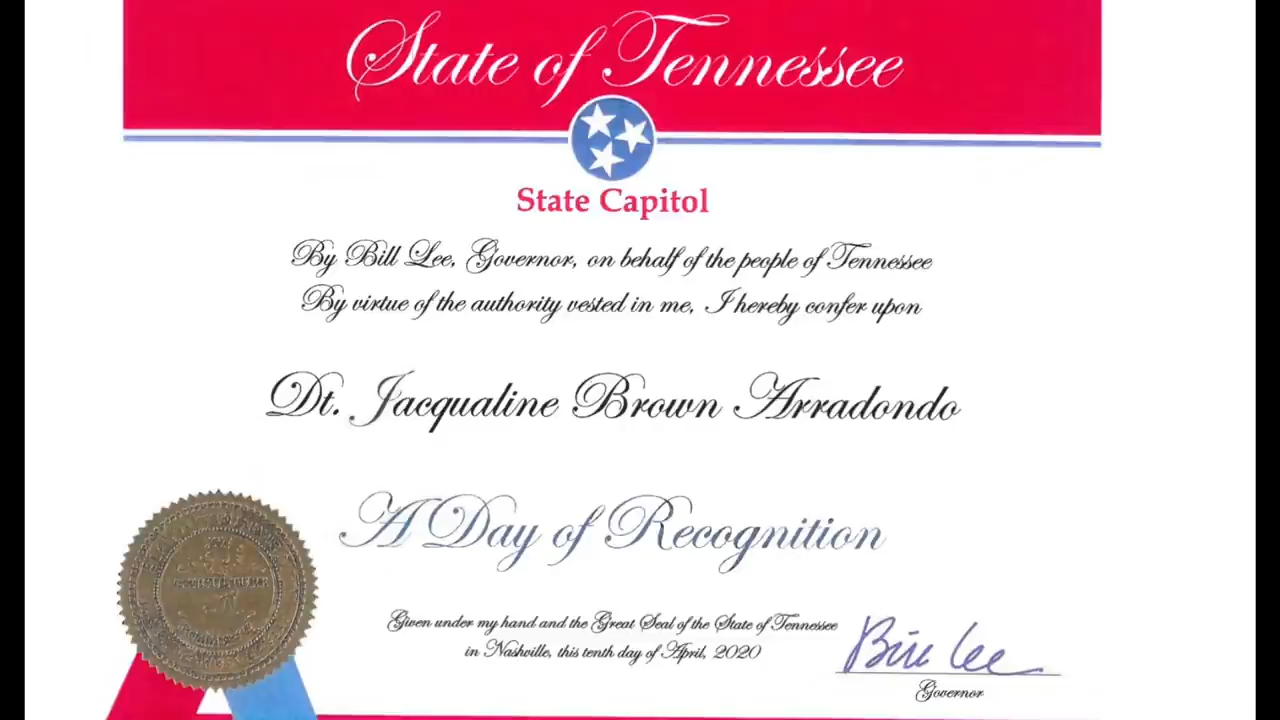 State of Tennessee
State Capitol
By Bill Lee, Governor, on behalf of the people of Tennessee
By virtue of the authority vested in me, I hereby confer upon
Dt. Jacqualine Brown Arradondo
A Day of Recognition
Given under my hand and the Great Seal of the State of Tennessee
in Nashville, this tenth day of April, 2020
Bill Lee
Governor